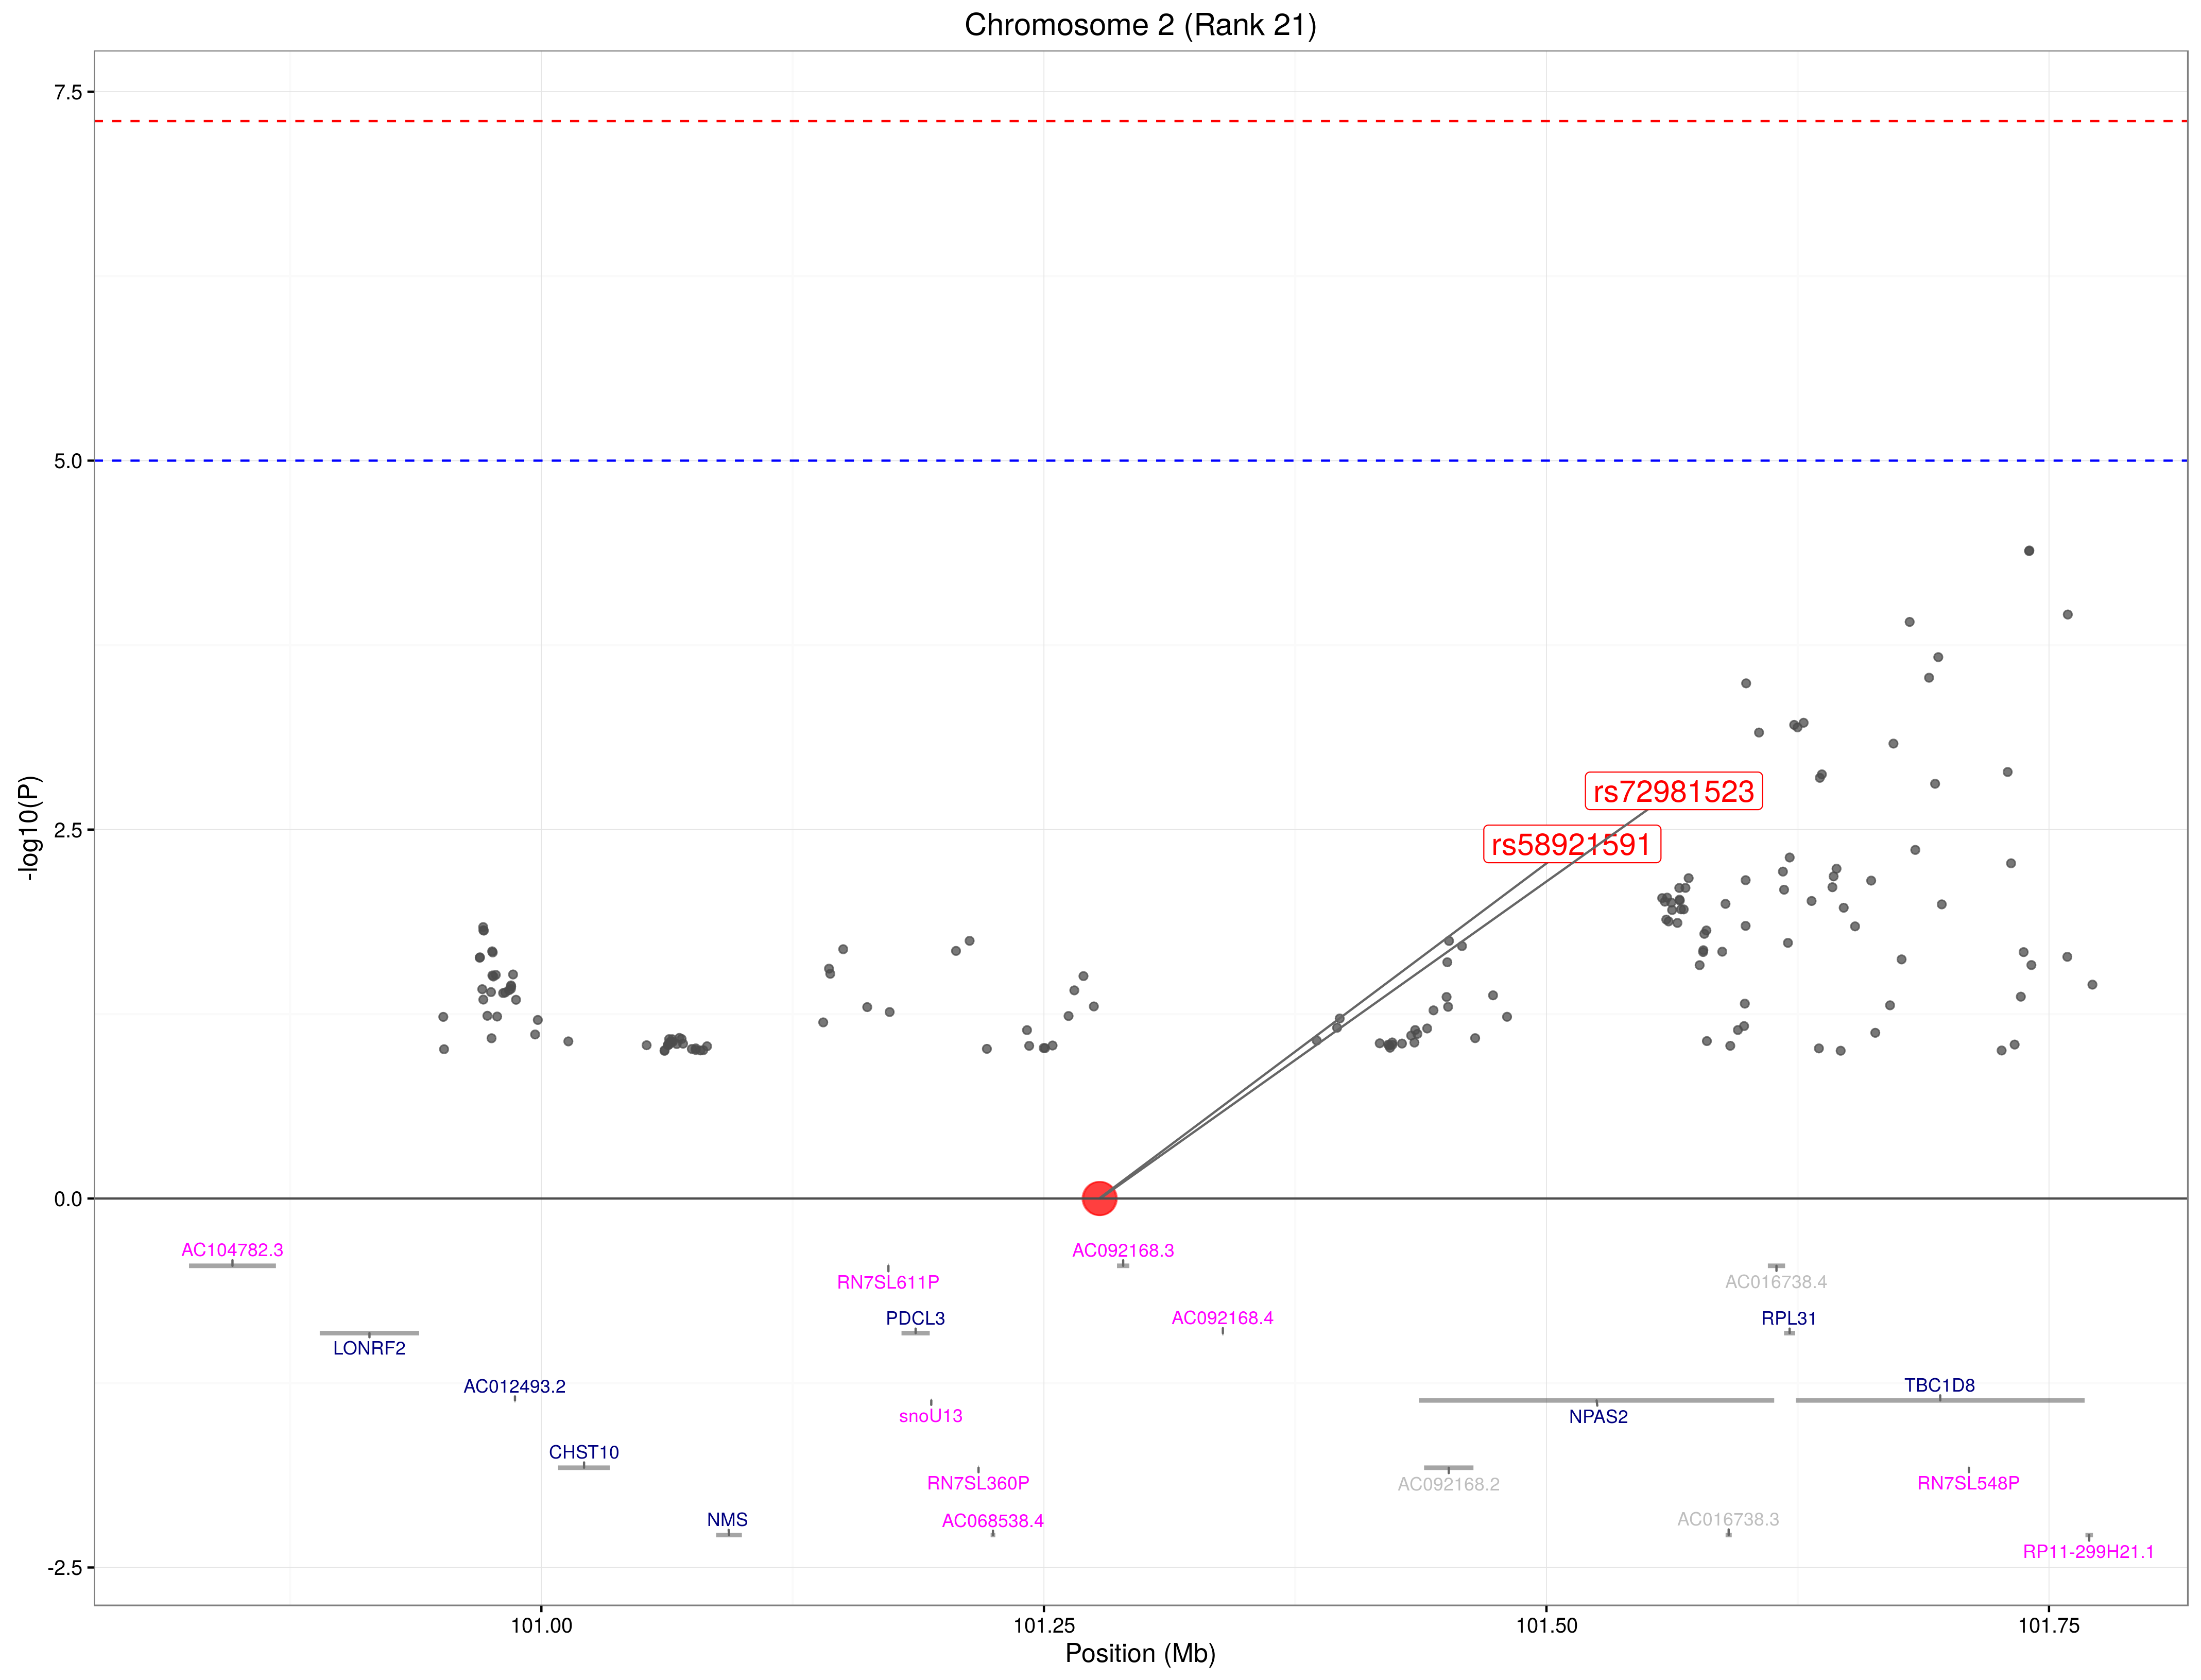 Chromosome 2 (Rank 21)
7.5
5.0
2.5
0.0
-2.5
-log10(P)
rs72981523
rs58921591
AC104782.3
AC092168.3
RN7SL611P
AC016738.4
PDCL3
AC092168.4
RPL31
LONRF2
AC012493.2
TBC1D8
snoU13
NPAS2
CHST10
RN7SL360P
AC092168.2
RN7SL548P
NMS
AC068538.4
AC016738.3
RP11-299H21.1
101.00
101.25
101.50
101.75
Position (Mb)